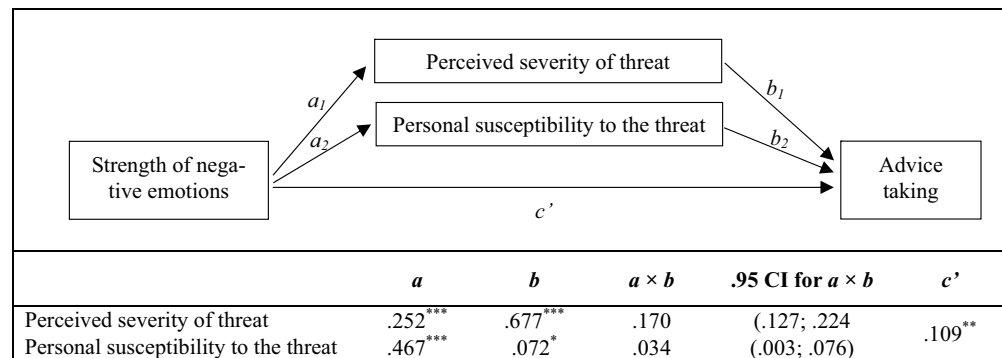 Perceived severity of threat
a1
b1
Personal susceptibility to the threat
a2
b2
Strength of nega-
tive emotions
Advice
taking
c’
a b a × b .95 CI for a × b c’
Perceived severity of threat .252*** .677*** .170 (.127; .224 .109**
Personal susceptibility to the threat .467*** .072* .034 (.003; .076)